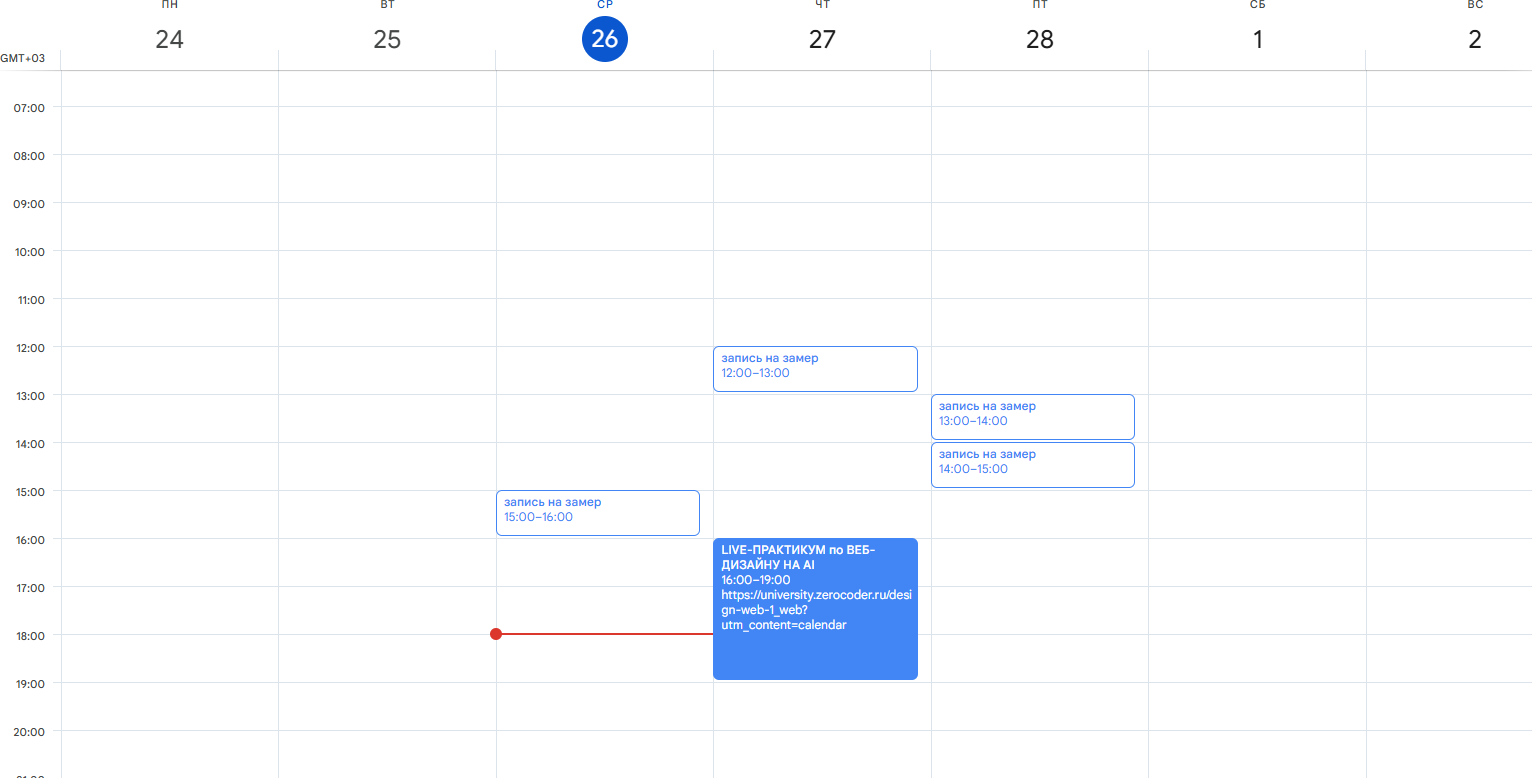 ПН ВТ СР ЧТ ПТ СБ ВС
24 25 26 27 28 1 2
GMT+03
07:00
08:00
09:00
10:00
11:00
12:00
запись на замер
12:00–13:00
13:00
запись на замер
13:00–14:00
14:00
запись на замер
14:00–15:00
15:00
запись на замер
15:00–16:00
16:00
LIVE-ПРАКТИКУМ по ВЕБ-
ДИЗАЙНУ НА AI
16:00–19:00
https://university.zerocoder.ru/desi
gn-web-1_web?
utm_content=calendar
17:00
18:00
19:00
20:00